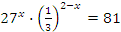 27^x · (1/3)^{2−x} = 81